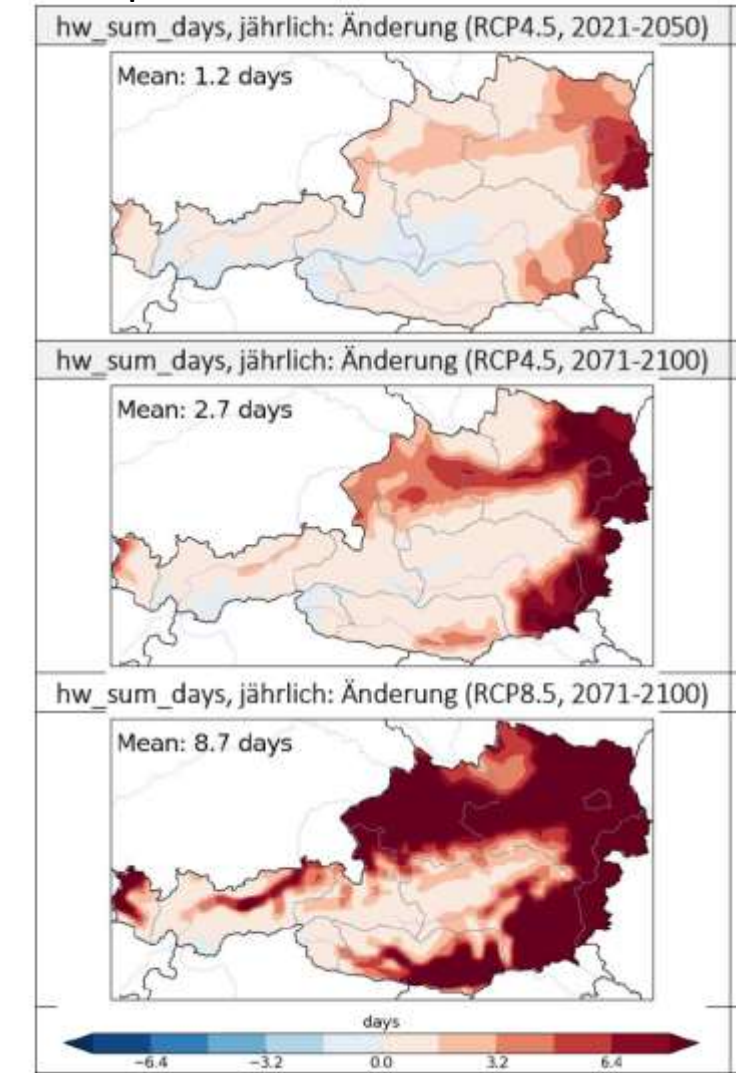 hw_sum_days, jährlich: Änderung (RCP4.5, 2021-2050)
Mean: 1.2 days
hw_sum_days, jährlich: Änderung (RCP4.5, 2071-2100)
Mean: 2.7 days
hw_sum_days, jährlich: Änderung (RCP8.5, 2071-2100)
Mean: 8.7 days
days
−6.4 −3.2 0.0 3.2 6.4